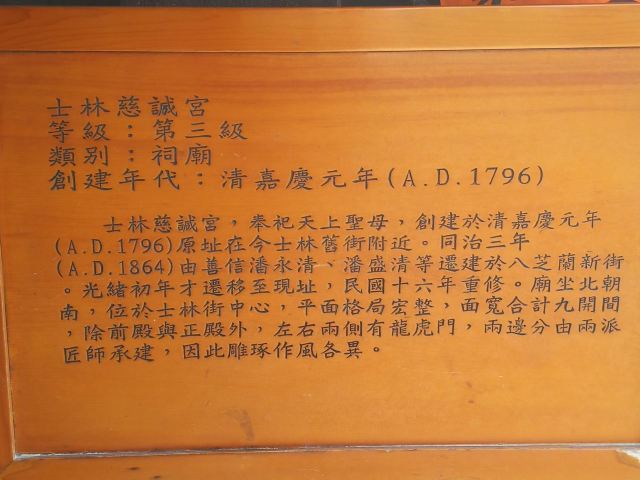 士林慈諴宮
等級：第三級
類別：祠廟
創建年代：清嘉慶元年(A.D.1796)
士林慈諴宮，奉祀天上聖母，創建於清嘉慶元年
(A.D.1796)原址在今士林舊街附近。同治三年
(A.D.1864)由善信潘永清、潘盛清等遷建於八芝蘭新街
。光緒初年才遷移至現址，民國十六年重修。廟坐北朝
南，位於士林街中心，平面格局宏整，面寬合計九開間
，除前殿與正殿外，左右兩側有龍虎門，兩邊分由兩派
匠師承建，因此雕琢作風各異。